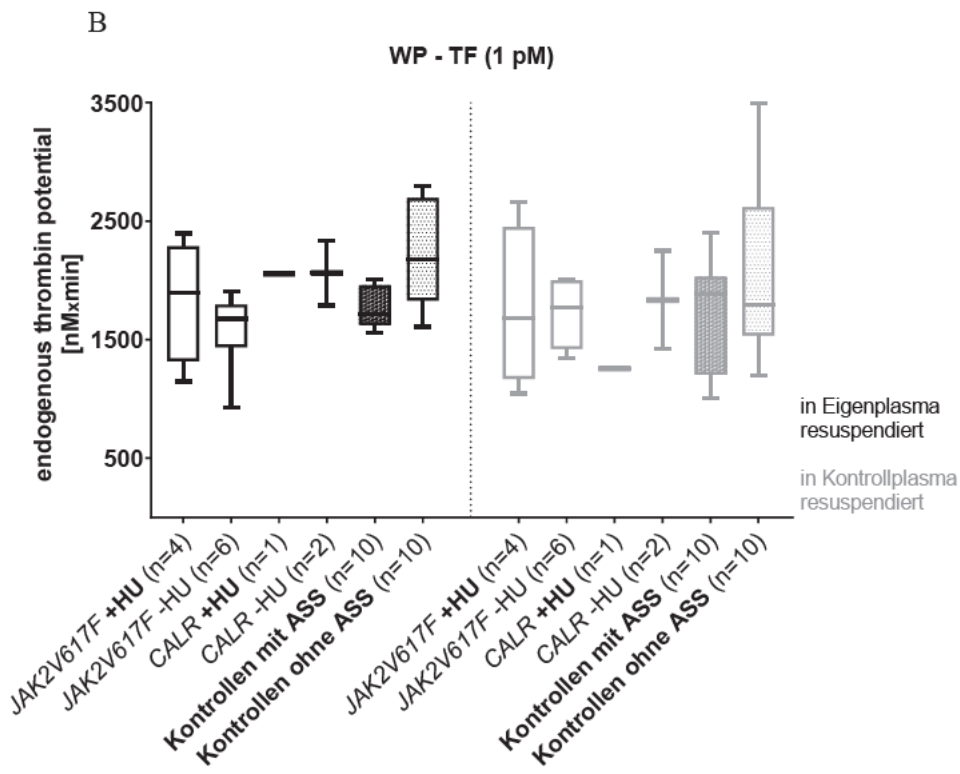 B
WP - TF (1 pM)
endogenous thrombin potential
[nMxmin]
3500
2500
1500
500
in Eigenplasma
resuspendiert
in Kontrollplasma
resuspendiert
JAK2V617F +HU (n=4)
JAK2V617F -HU (n=6)
CALR +HU (n=1)
CALR -HU (n=2)
Kontrollen mit ASS (n=10)
Kontrollen ohne ASS (n=10)
JAK2V617F +HU (n=4)
JAK2V617F -HU (n=6)
CALR +HU (n=1)
CALR -HU (n=2)
Kontrollen mit ASS (n=10)
Kontrollen ohne ASS (n=10)